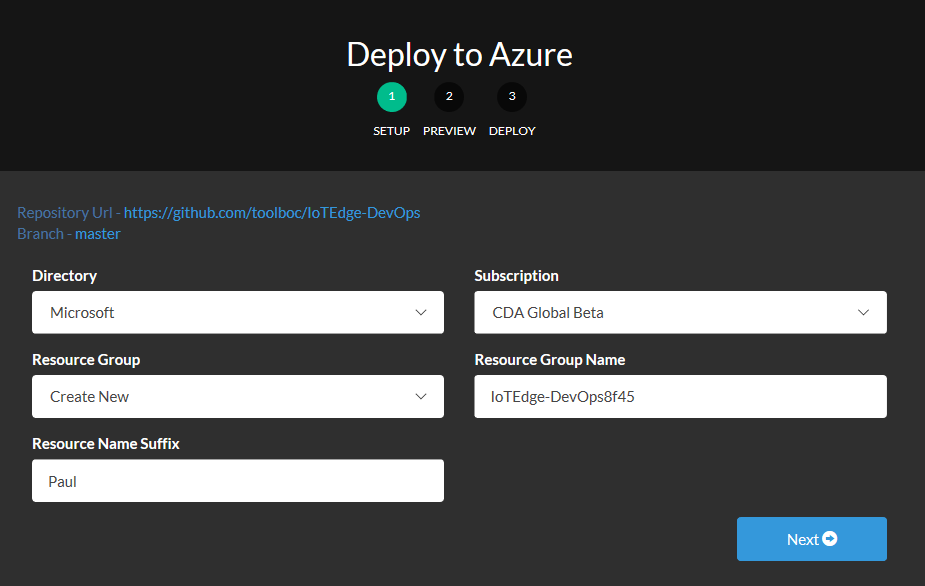 Deploy to Azure
1 2 3
SETUP PREVIEW DEPLOY
Repository Url - https://github.com/toolboc/IoTEdge-DevOps
Branch - master
Directory Subscription
Microsoft CDA Global Beta
Resource Group Resource Group Name
Create New IoTEdge-DevOps8f45
Resource Name Suffix
Paul
Next